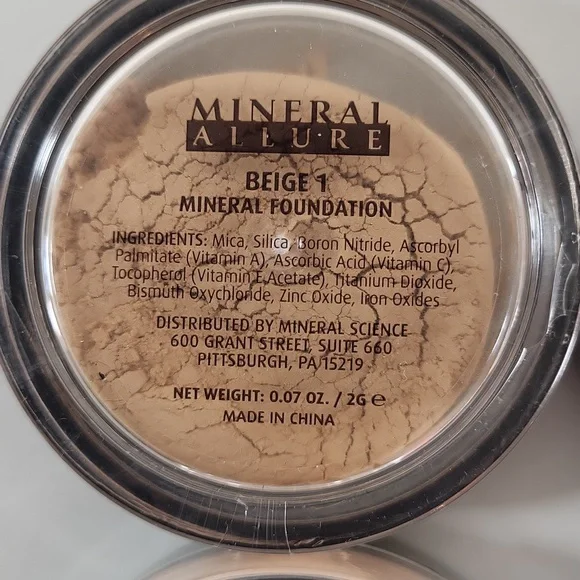 MINERAL
ALLURE
BEIGE 1
MINERAL FOUNDATION
INGREDIENTS: Mica, Silica, Boron Nitride, Ascorbyl
Palmitate (Vitamin A), Ascorbic Acid (Vitamin C),
Tocopherol (Vitamin E Acetate), Titanium Dioxide,
Bismuth Oxychloride, Zinc Oxide, Iron Oxides
DISTRIBUTED BY MINERAL SCIENCE
600 GRANT STREET, SUITE 660
PITTSBURGH, PA 15219
NET WEIGHT: 0.07 OZ. / 2G ℮
MADE IN CHINA